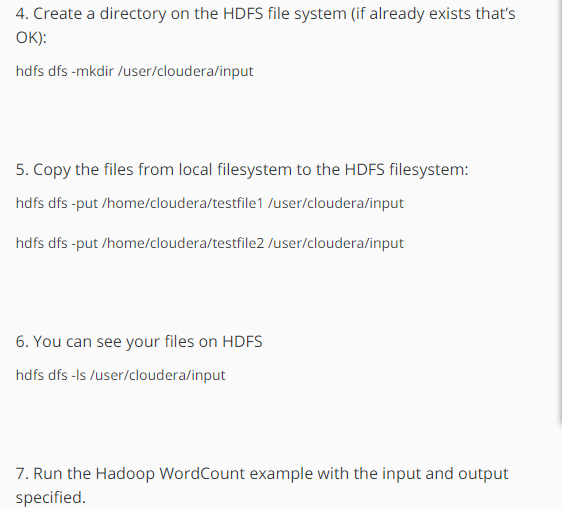 4. Create a directory on the HDFS file system (if already exists that’s
OK):
hdfs dfs -mkdir /user/cloudera/input
5. Copy the files from local filesystem to the HDFS filesystem:
hdfs dfs -put /home/cloudera/testfile1 /user/cloudera/input
hdfs dfs -put /home/cloudera/testfile2 /user/cloudera/input
6. You can see your files on HDFS
hdfs dfs -ls /user/cloudera/input
7. Run the Hadoop WordCount example with the input and output
specified.